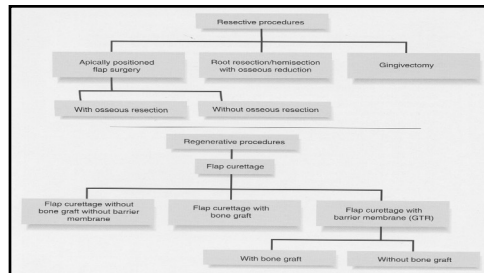 Resective procedures
Apically positioned
flap surgery
Root resection/hemisection
with osseous reduction
Gingivectomy
With osseous resection
Without osseous resection
Regenerative procedures
Flap curettage
Flap curettage without
bone graft without barrier
membrane
Flap curettage with
bone graft
Flap curettage with
barrier membrane (GTR)
With bone graft
Without bone graft